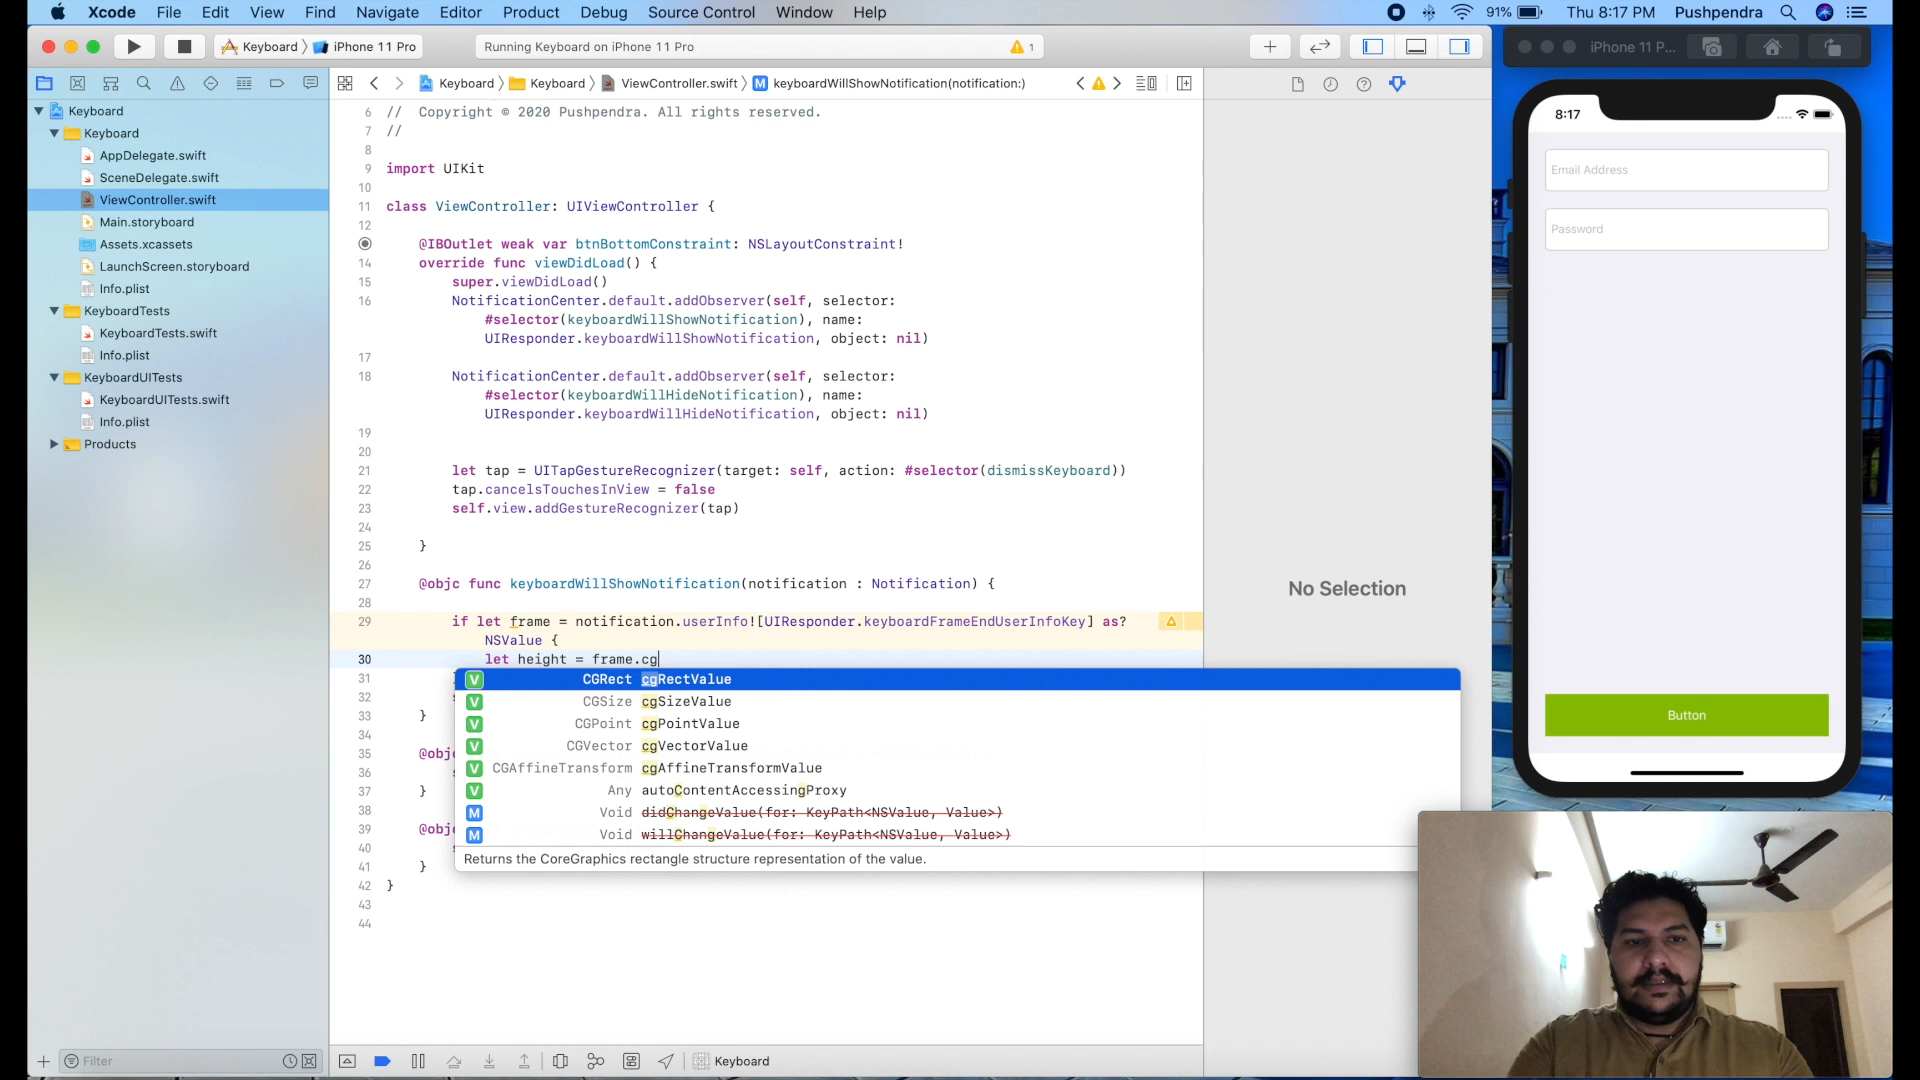 Xcode File Edit View Find Navigate Editor Product Debug Source Control Window Help
91% Thu 8:17 PM Pushpendra
Keyboard iPhone 11 Pro
Running Keyboard on iPhone 11 Pro
1
iPhone 11 P...
Keyboard Keyboard ViewController.swift M keyboardWillShowNotification(notification:)
Keyboard
Keyboard
AppDelegate.swift
SceneDelegate.swift
ViewController.swift
Main.storyboard
Assets.xcassets
LaunchScreen.storyboard
Info.plist
KeyboardTests
KeyboardTests.swift
Info.plist
KeyboardUITests
KeyboardUITests.swift
Info.plist
Products
Filter
6 // Copyright © 2020 Pushpendra. All rights reserved.
7 //
8
9 import UIKit
10
11 class ViewController: UIViewController {
12
@IBOutlet weak var btnBottomConstraint: NSLayoutConstraint!
14 override func viewDidLoad() {
15 super.viewDidLoad()
16 NotificationCenter.default.addObserver(self, selector:
#selector(keyboardWillShowNotification), name:
UIResponder.keyboardWillShowNotification, object: nil)
17
18 NotificationCenter.default.addObserver(self, selector:
#selector(keyboardWillHideNotification), name:
UIResponder.keyboardWillHideNotification, object: nil)
19
20
21 let tap = UITapGestureRecognizer(target: self, action: #selector(dismissKeyboard))
22 tap.cancelsTouchesInView = false
23 self.view.addGestureRecognizer(tap)
24
25 }
26
27 @objc func keyboardWillShowNotification(notification : Notification) {
28
29 if let frame = notification.userInfo![UIResponder.keyboardFrameEndUserInfoKey] as?
NSValue {
30 let height = frame.cg
31
32
33 }
34
35 @obj
36
37 }
38
39 @obj
40
41 }
42 }
43
44
V CGRect cgRectValue
V CGSize cgSizeValue
V CGPoint cgPointValue
V CGVector cgVectorValue
V CGAffineTransform cgAffineTransformValue
V Any autoContentAccessingProxy
M Void didChangeValue(for: KeyPath<NSValue, Value>)
M Void willChangeValue(for: KeyPath<NSValue, Value>)
Returns the CoreGraphics rectangle structure representation of the value.
Keyboard
No Selection
8:17
Email Address
Password
Button